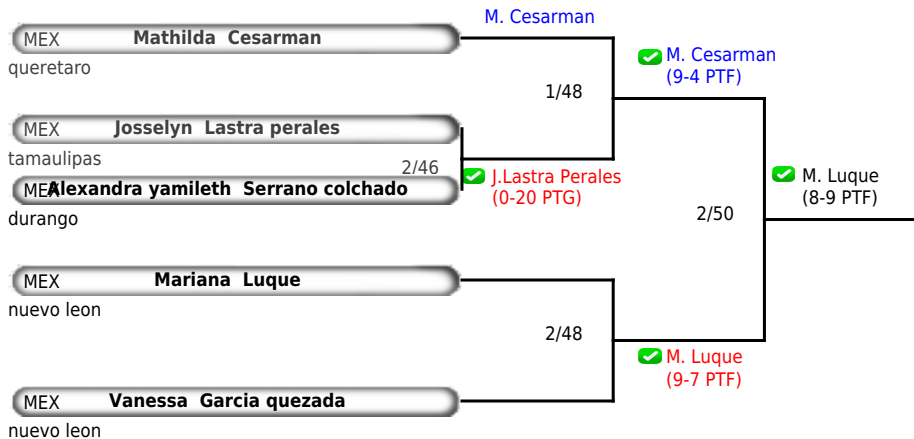 M. Cesarman
MEX Mathilda Cesarman
queretaro
M. Cesarman
(9-4 PTF)
1/48
MEX Josselyn Lastra perales
tamaulipas
2/46
J.Lastra Perales
(0-20 PTG)
MEX Alexandra yamileth Serrano colchado
durango
M. Luque
(8-9 PTF)
2/50
MEX Mariana Luque
nuevo leon
2/48
M. Luque
(9-7 PTF)
MEX Vanessa Garcia quezada
nuevo leon